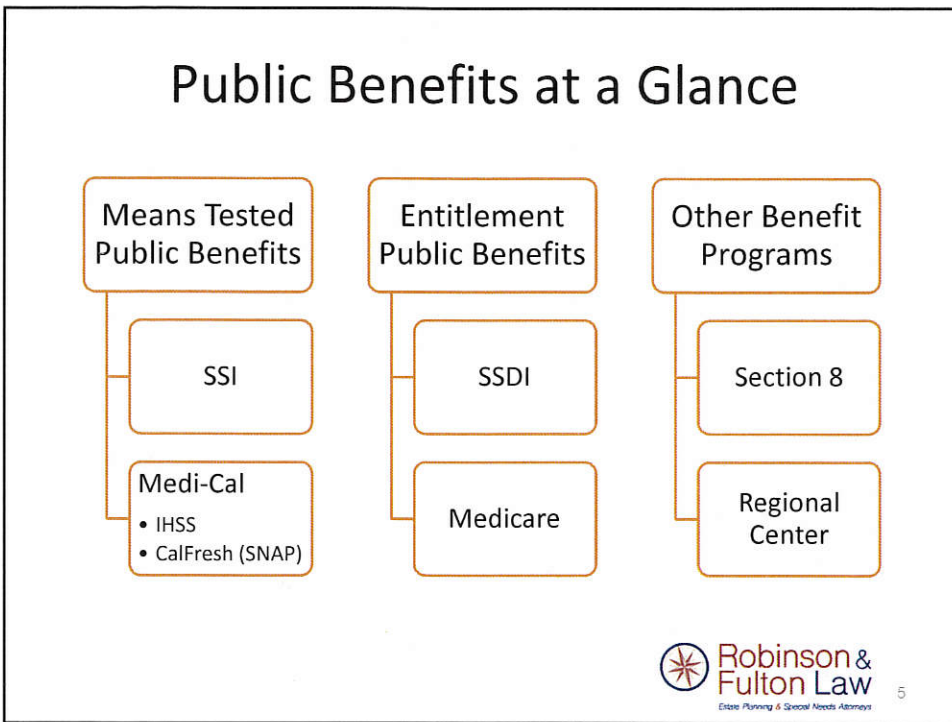 Public Benefits at a Glance
Means Tested
Public Benefits
SSI
Medi-Cal
• IHSS
• CalFresh (SNAP)
Entitlement
Public Benefits
SSDI
Medicare
Other Benefit
Programs
Section 8
Regional
Center
Robinson &
Fulton Law
Estate Planning & Special Needs Attorneys
5